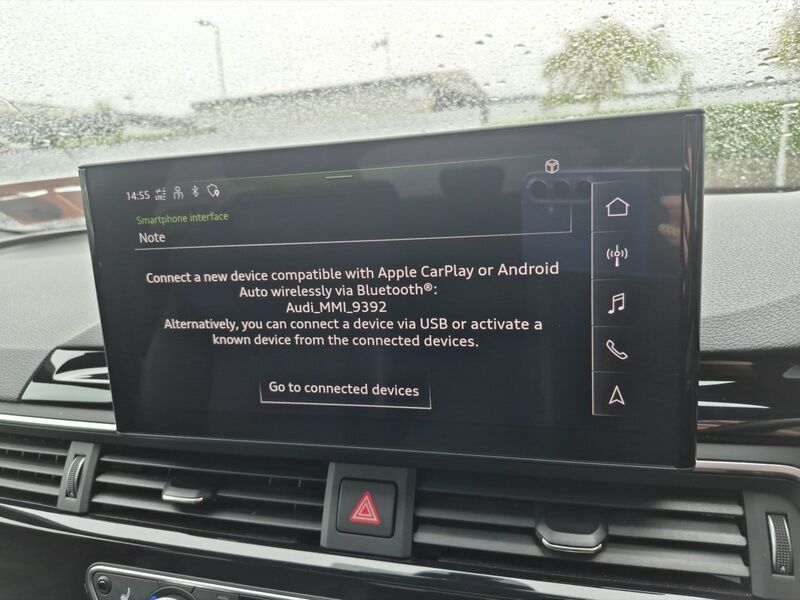 14:55 LTE
Smartphone interface
Note
Connect a new device compatible with Apple CarPlay or Android
Auto wirelessly via Bluetooth®:
Audi_MMI_9392
Alternatively, you can connect a device via USB or activate a
known device from the connected devices.
Go to connected devices